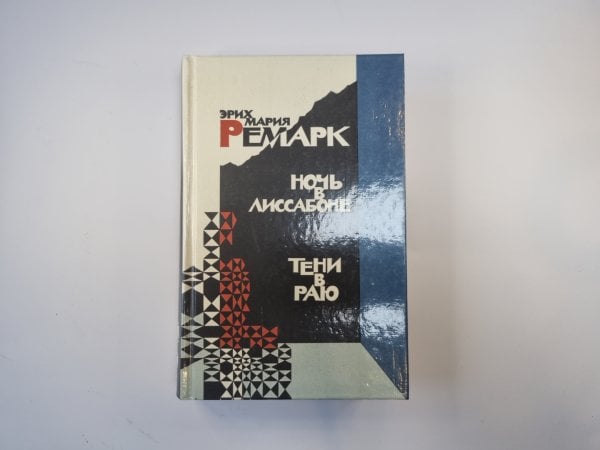 ЭРИХ
МАРИЯ
РЕМАРК
НОЧЬ
В
ЛИССАБОНЕ
ТЕНИ
В
РАЮ